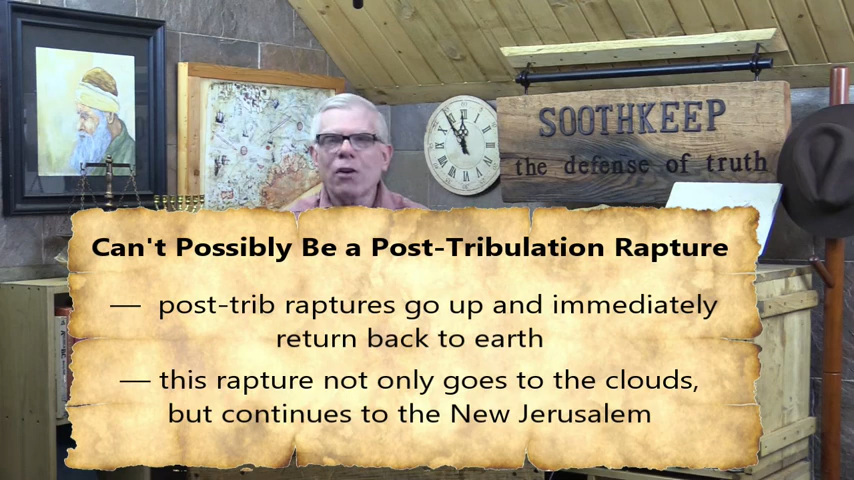 SOOTHKEEP
the defense of truth
Can't Possibly Be a Post-Tribulation Rapture
— post-trib raptures go up and immediately
return back to earth
— this rapture not only goes to the clouds,
but continues to the New Jerusalem